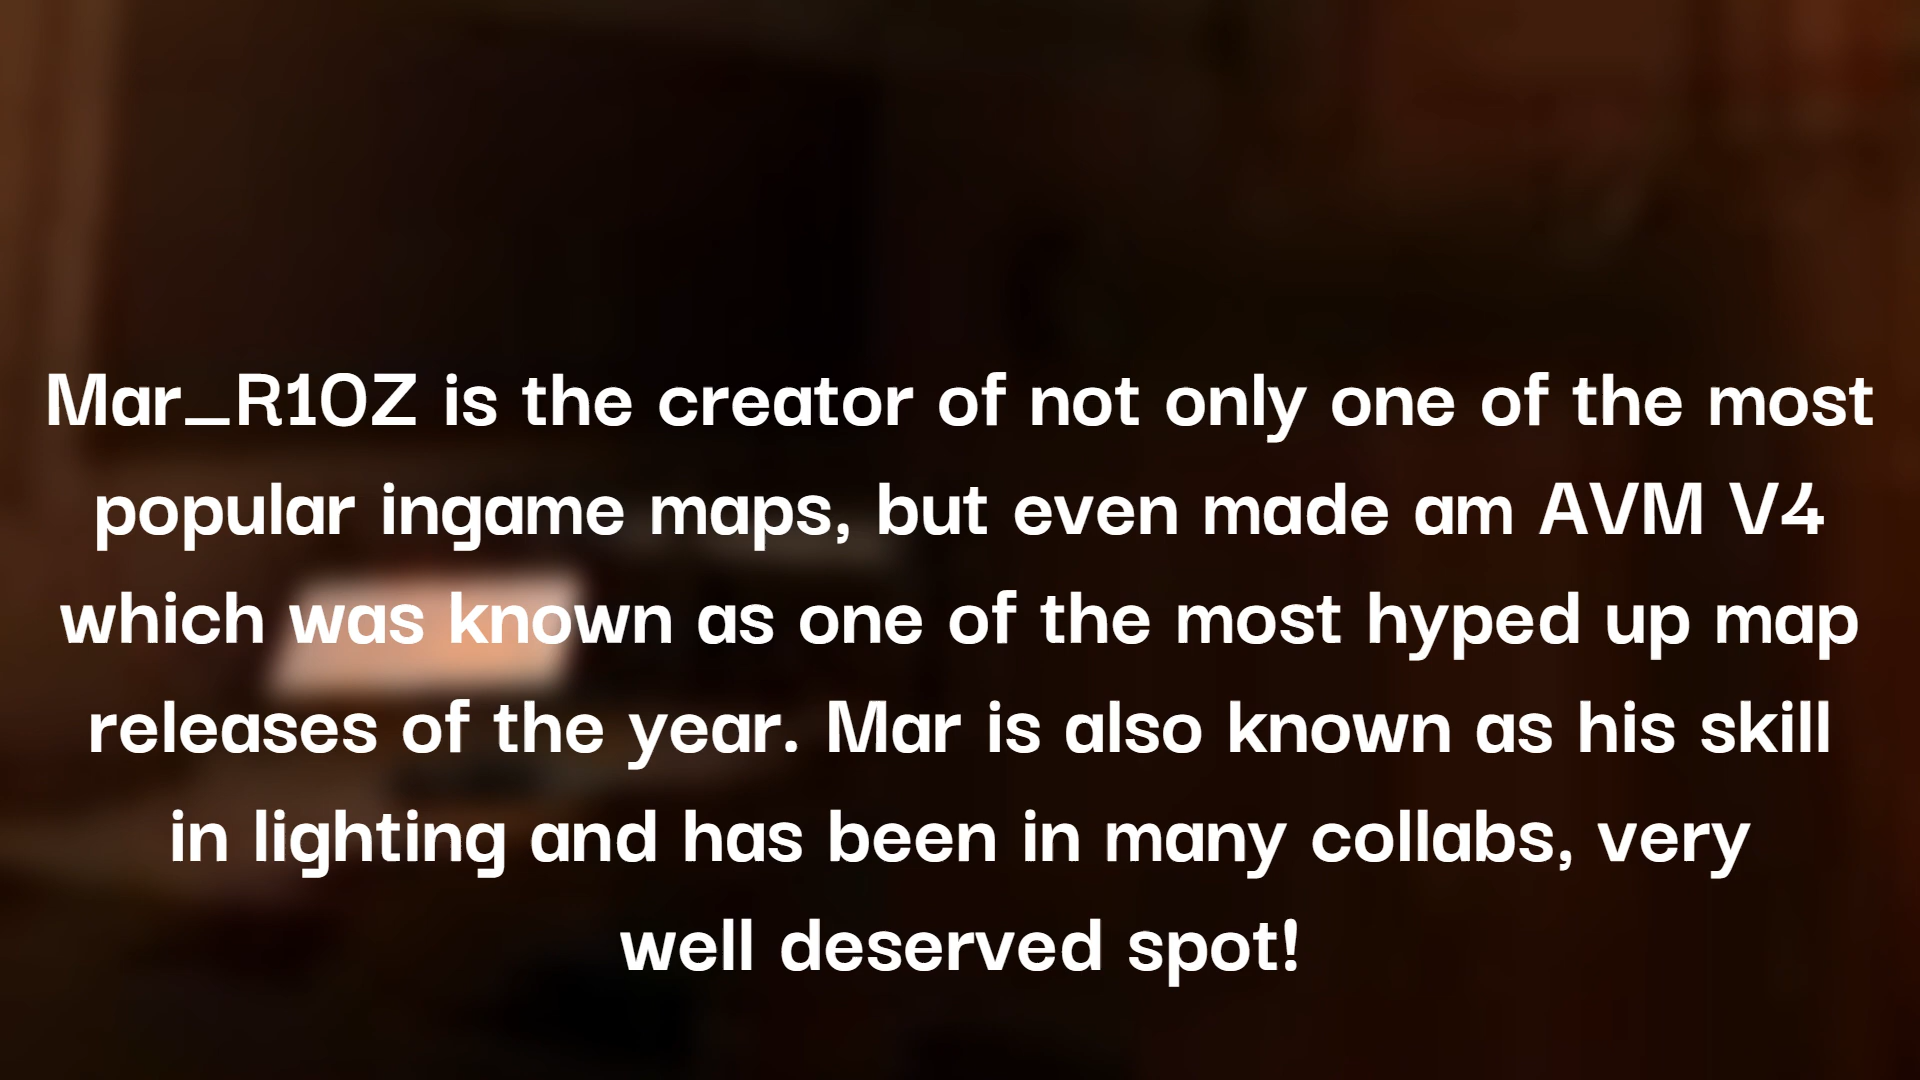 Mar_R10Z is the creator of not only one of the most
popular ingame maps, but even made am AVM V4
which was known as one of the most hyped up map
releases of the year. Mar is also known as his skill
in lighting and has been in many collabs, very
well deserved spot!